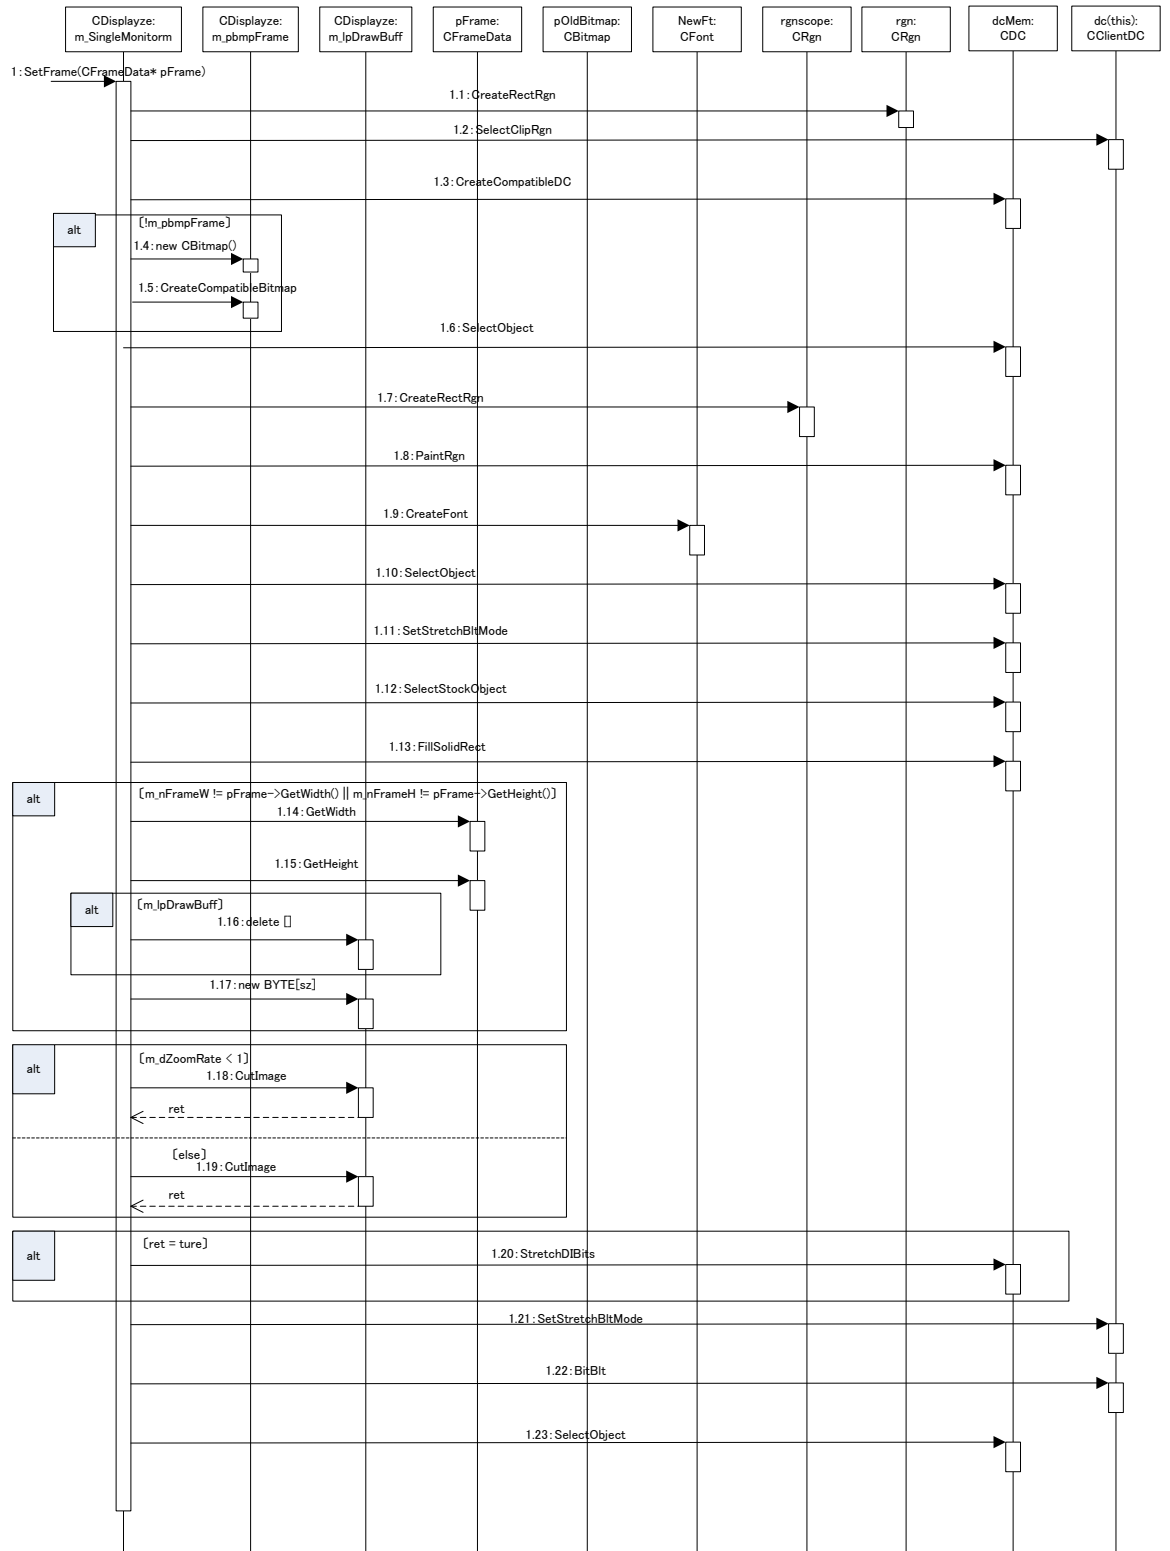 CDisplayze:
m_SingleMonitorm
CDisplayze:
m_pbmpFrame
CDisplayze:
m_lpDrawBuff
pFrame:
CFrameData
pOldBitmap:
CBitmap
NewFt:
CFont
rgnscope:
CRgn
rgn:
CRgn
dcMem:
CDC
dc(this):
CClientDC
1:SetFrame(CFrameData* pFrame)
1.1:CreateRectRgn
1.2:SelectClipRgn
1.3:CreateCompatibleDC
alt
[!m_pbmpFrame]
1.4:new CBitmap()
1.5:CreateCompatibleBitmap
1.6:SelectObject
1.7:CreateRectRgn
1.8:PaintRgn
1.9:CreateFont
1.10:SelectObject
1.11:SetStretchBltMode
1.12:SelectStockObject
1.13:FillSolidRect
alt
[m_nFrameW != pFrame->GetWidth() || m_nFrameH != pFrame->GetHeight()]
1.14:GetWidth
1.15:GetHeight
alt
[m_lpDrawBuff]
1.16:delete []
1.17:new BYTE[sz]
alt
[m_dZoomRate < 1]
1.18:CutImage
ret
[else]
1.19:CutImage
ret
alt
[ret = ture]
1.20:StretchDIBits
1.21:SetStretchBltMode
1.22:BitBlt
1.23:SelectObject